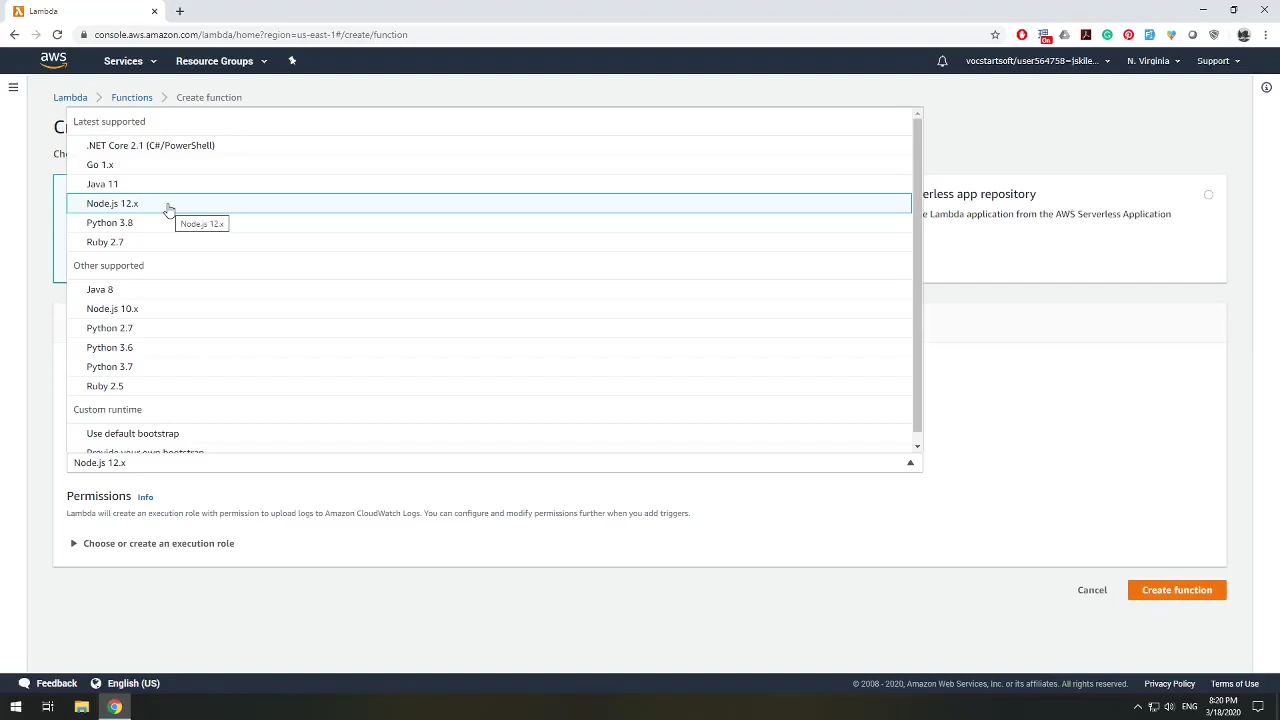 Lambda
console.aws.amazon.com/lambda/home?region=us-east-1#/create/function
On
aws
Services
Resource Groups
vocstartsoft/user564758=jskile...
N. Virginia
Support
Lambda
Functions
Create function
Latest supported
.NET Core 2.1 (C#/PowerShell)
Go 1.x
Java 11
Node.js 12.x
Node.js 12.x
Python 3.8
Ruby 2.7
Other supported
Java 8
Node.js 10.x
Python 2.7
Python 3.6
Python 3.7
Ruby 2.5
Custom runtime
Use default bootstrap
Provide your own bootstrap
Node.js 12.x
erless app repository
e Lambda application from the AWS Serverless Application
Permissions Info
Lambda will create an execution role with permission to upload logs to Amazon CloudWatch Logs. You can configure and modify permissions further when you add triggers.
Choose or create an execution role
Cancel
Create function
Feedback
English (US)
© 2008 - 2020, Amazon Web Services, Inc. or its affiliates. All rights reserved.
Privacy Policy
Terms of Use
ENG
8:20 PM
3/18/2020